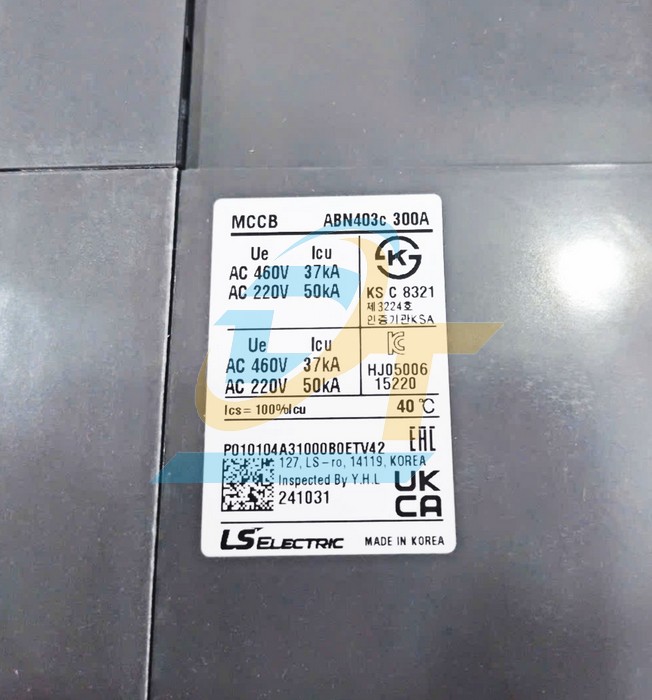 MCCB ABN403c 300A
Ue Icu
AC 460V 37kA
AC 220V 50kA
K
KS C 8321
제3224호
인증기관KSA
Ue Icu
AC 460V 37kA
AC 220V 50kA
HJ05006
15220
Ics=100%Icu 40℃
P010104A31000B0ETV42
EAC
127, LS-ro, 14119, KOREA
Inspected By Y.H.L
241031
UK
CA
LS ELECTRIC MADE IN KOREA